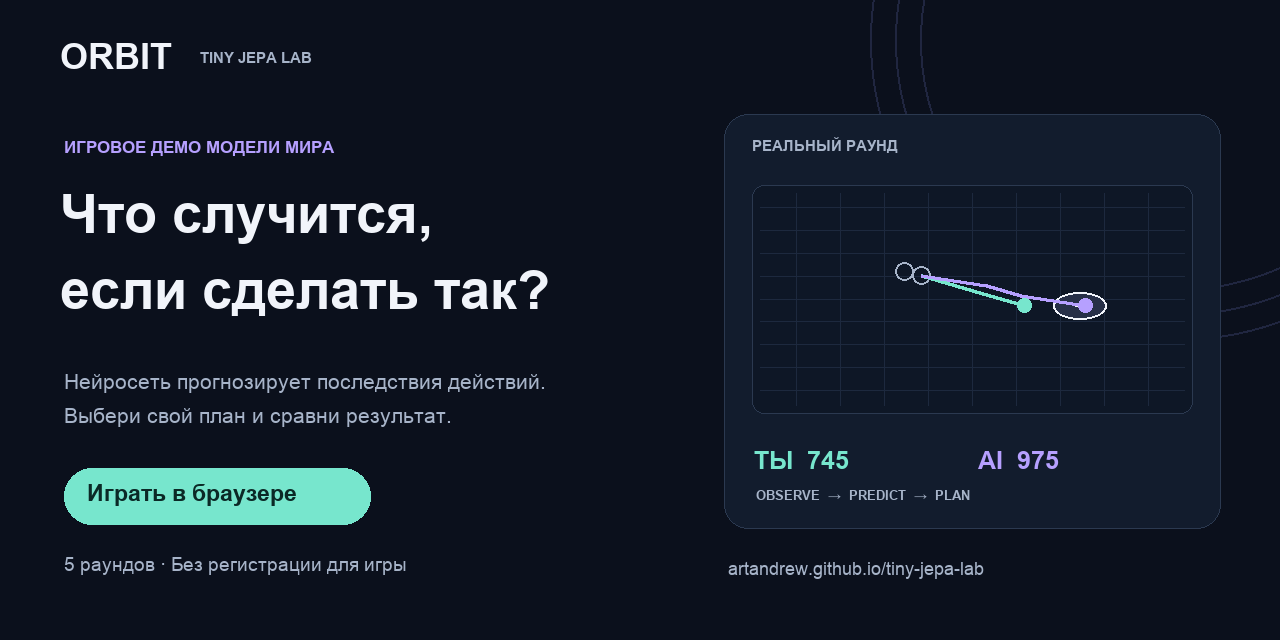 ORBIT TINY JEPA LAB
ИГРОВОЕ ДЕМО МОДЕЛИ МИРА
Что случится,
если сделать так?
Нейросеть прогнозирует последствия действий.
Выбери свой план и сравни результат.
Играть в браузере
5 раундов · Без регистрации для игры
РЕАЛЬНЫЙ РАУНД
ТЫ 745 AI 975
OBSERVE → PREDICT → PLAN
artandrew.github.io/tiny-jepa-lab